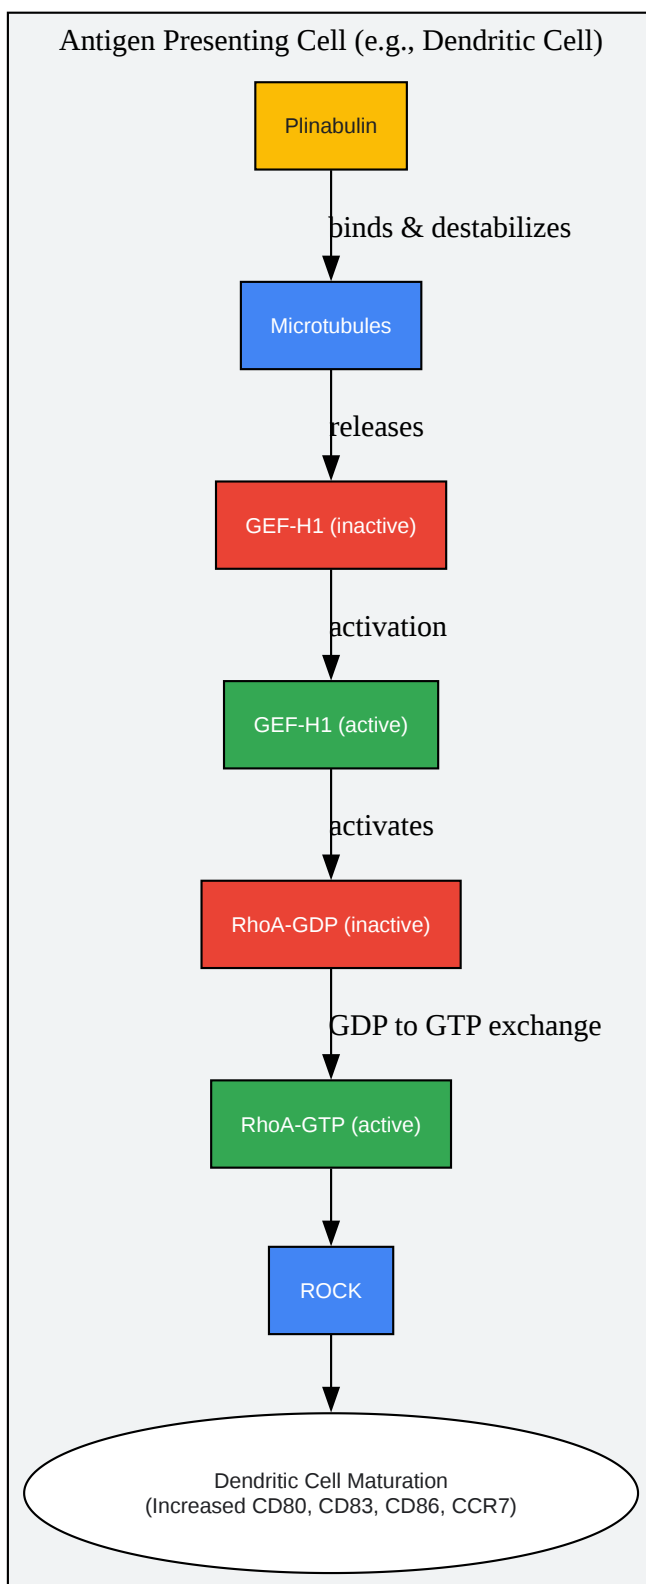 Antigen Presenting Cell (e.g., Dendritic Cell)
Plinabulin
binds & destabilizes
Microtubules
releases
GEF-H1 (inactive)
activation
GEF-H1 (active)
activates
RhoA-GDP (inactive)
GDP to GTP exchange
RhoA-GTP (active)
ROCK
Dendritic Cell Maturation
(Increased CD80, CD83, CD86, CCR7)